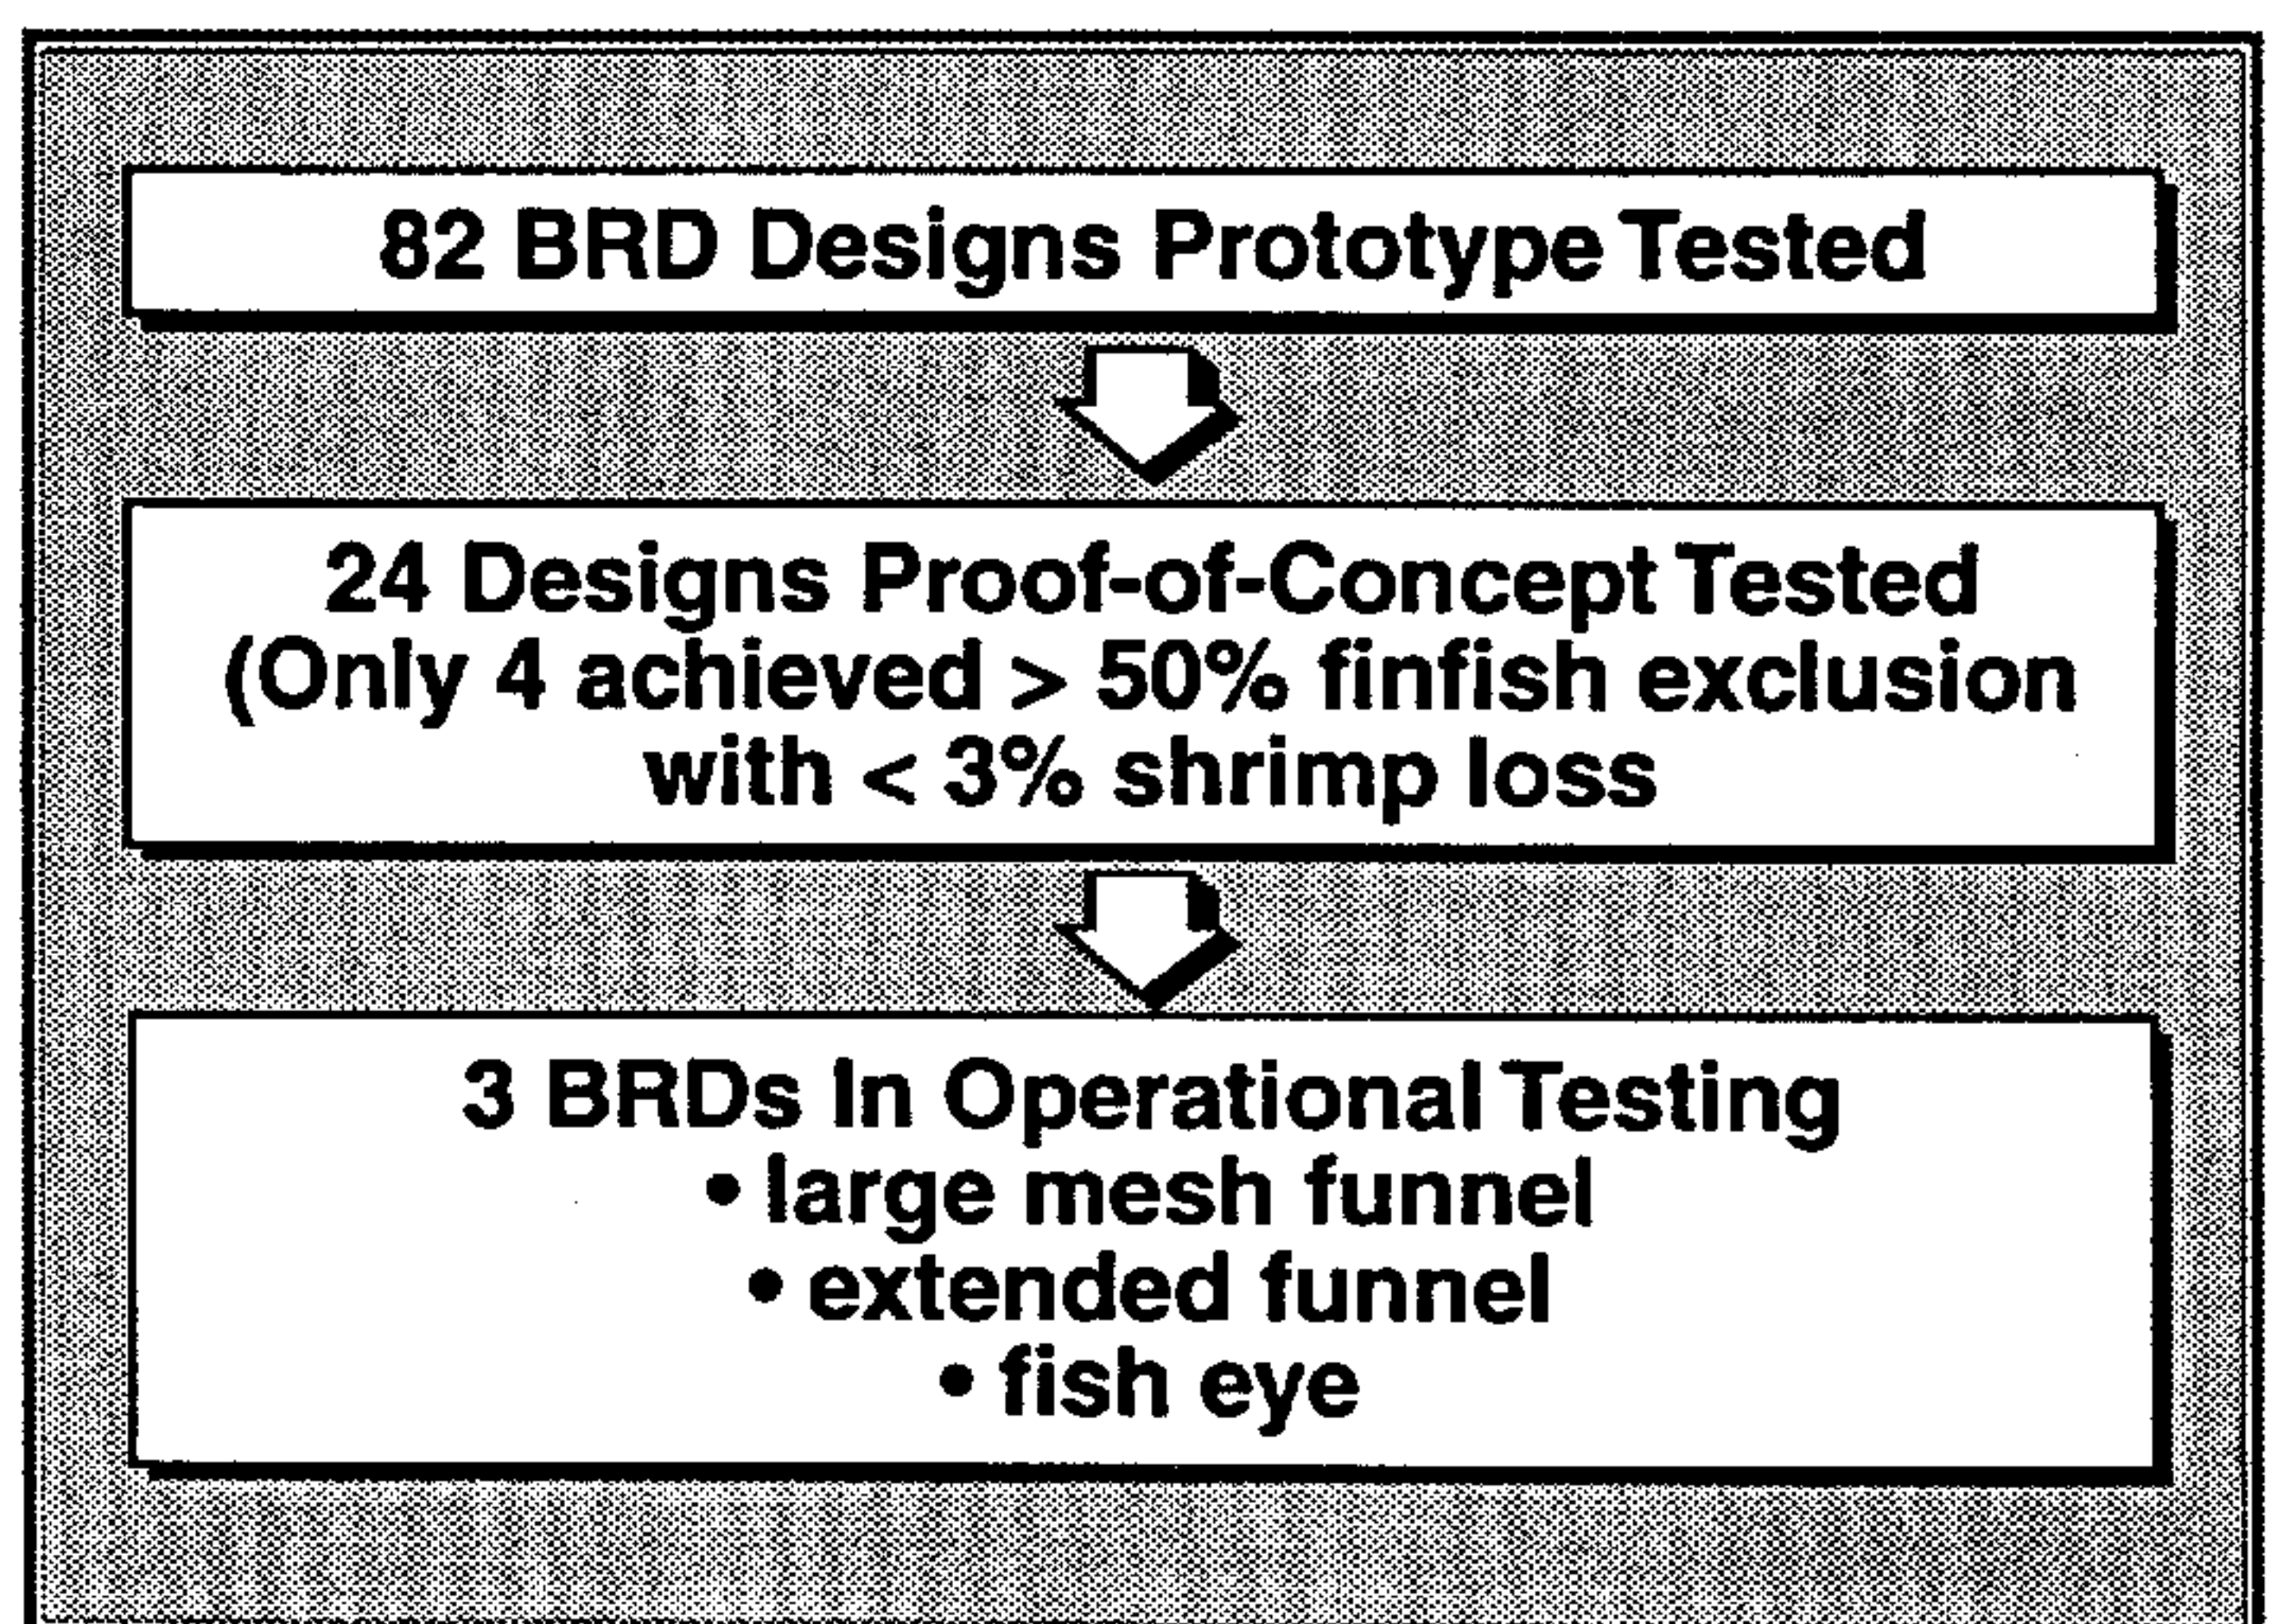 82 BRD Designs Prototype Tested
24 Designs Proof-of-Concept Tested
(Only 4 achieved > 50% finfish exclusion
with < 3% shrimp loss
3 BRDs In Operational Testing
• large mesh funnel
• extended funnel
• fish eye